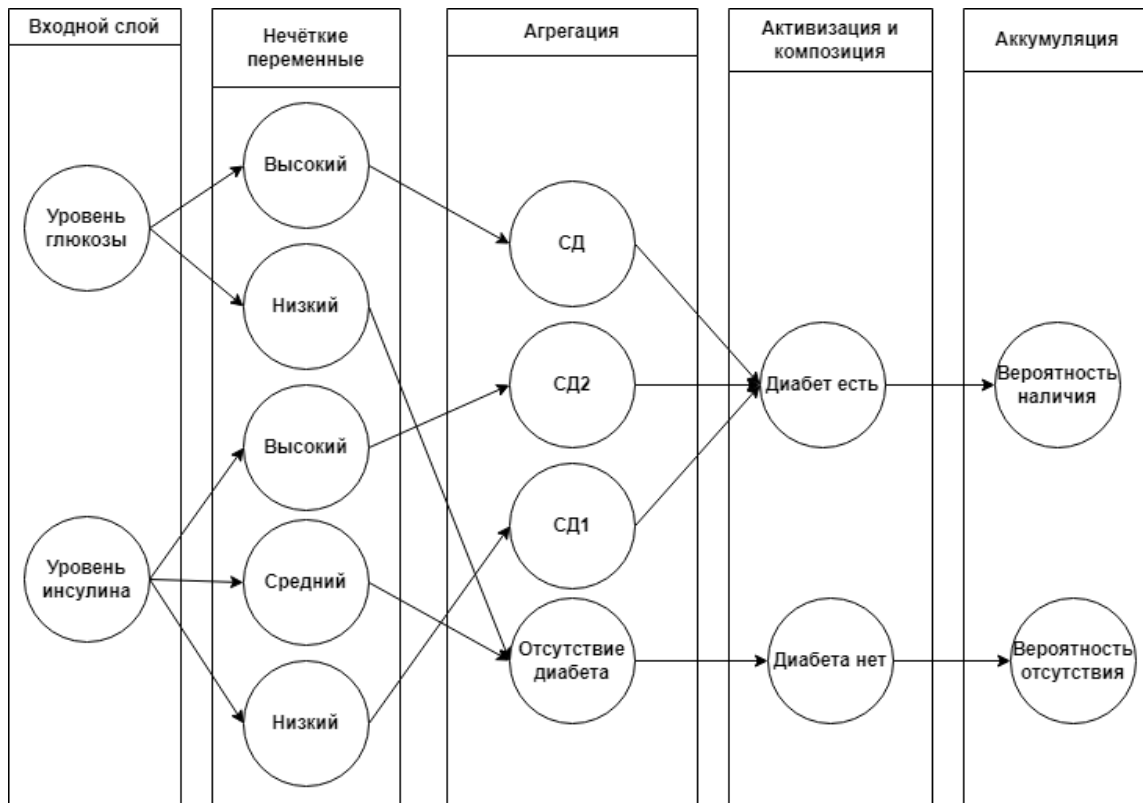 Входной слой
Нечёткие
переменные
Агрегация
Активизация и
композиция
Аккумуляция
Уровень
глюкозы
Уровень
инсулина
Высокий
Низкий
Высокий
Средний
Низкий
СД
СД2
СД1
Отсутствие
диабета
Диабет есть
Диабета нет
Вероятность
наличия
Вероятность
отсутствия